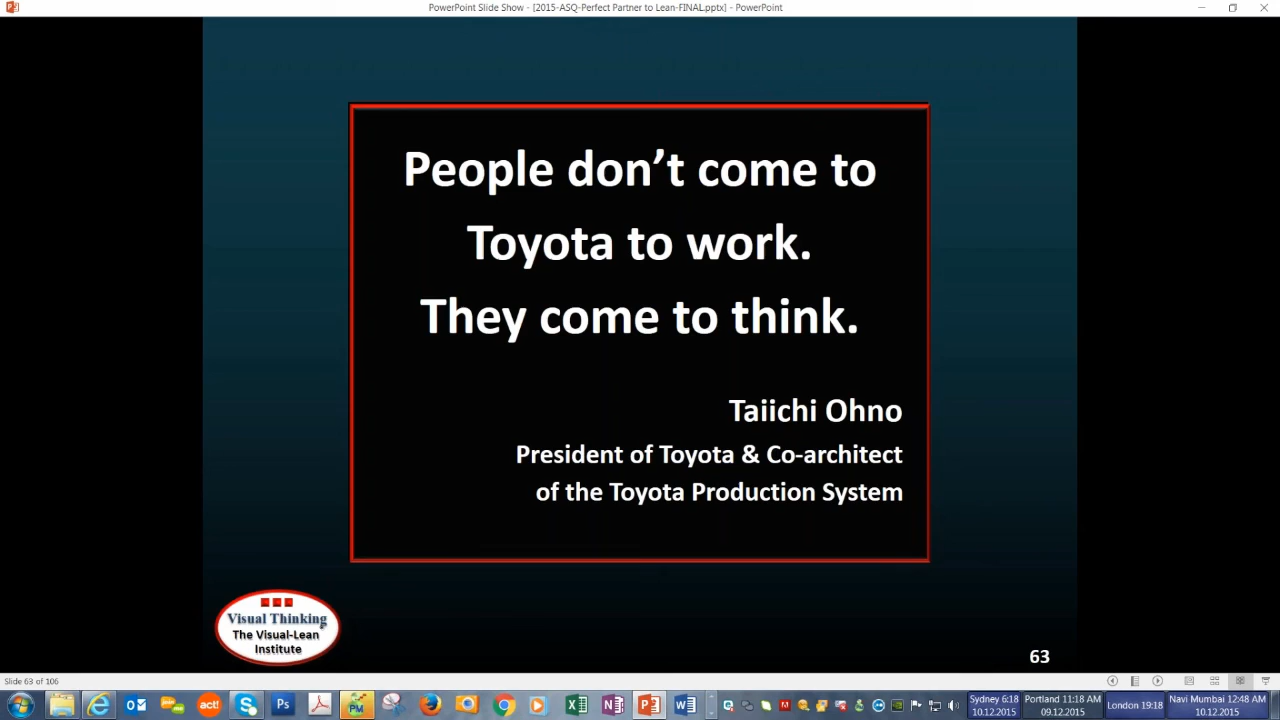 PowerPoint Slide Show - [2015-ASQ-Perfect Partner to Lean-FINAL.pptx] - PowerPoint
People don’t come to
Toyota to work.
They come to think.
Taiichi Ohno
President of Toyota & Co-architect
of the Toyota Production System
Visual Thinking
The Visual-Lean
Institute
63
Slide 63 of 106
act!
Ps
PM
Sydney 6:18
10.12.2015
Portland 11:18 AM
09.12.2015
London 19:18
Navi Mumbai 12:48 AM
10.12.2015